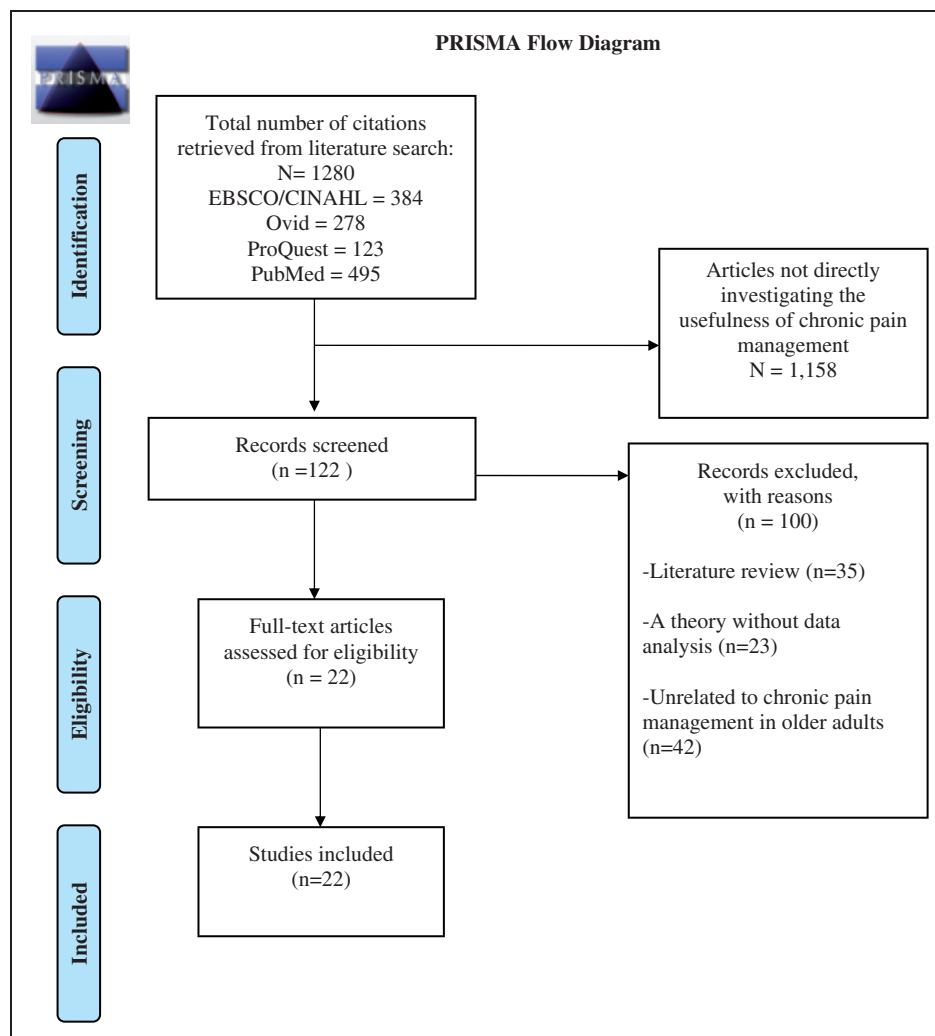 PRISMA Flow Diagram
PRISMA
Identification
Total number of citations
retrieved from literature search:
N= 1280
EBSCO/CINAHL = 384
Ovid = 278
ProQuest = 123
PubMed = 495
Articles not directly
investigating the
usefulness of chronic pain
management
N = 1,158
Screening
Records screened
(n =122 )
Records excluded,
with reasons
(n = 100)
-Literature review (n=35)
-A theory without data
analysis (n=23)
-Unrelated to chronic pain
management in older adults
(n=42)
Eligibility
Full-text articles
assessed for eligibility
(n = 22)
Included
Studies included
(n=22)